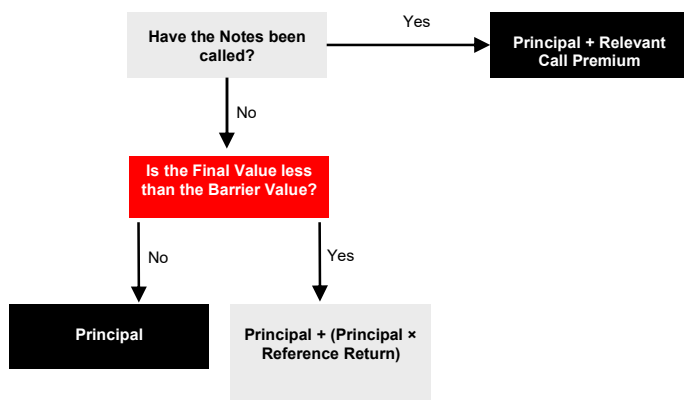 Have the Notes been
called?
Yes
Principal + Relevant
Call Premium
No
Is the Final Value less
than the Barrier Value?
No
Yes
Principal
Principal + (Principal ×
Reference Return)